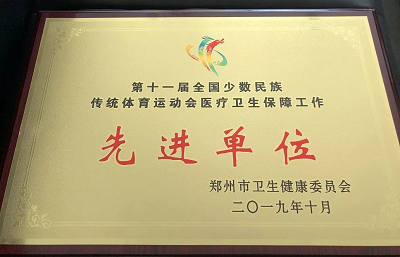 第十一届全国少数民族
传统体育运动会医疗卫生保障工作
先进单位
郑州市卫生健康委员会
二〇一九年十月